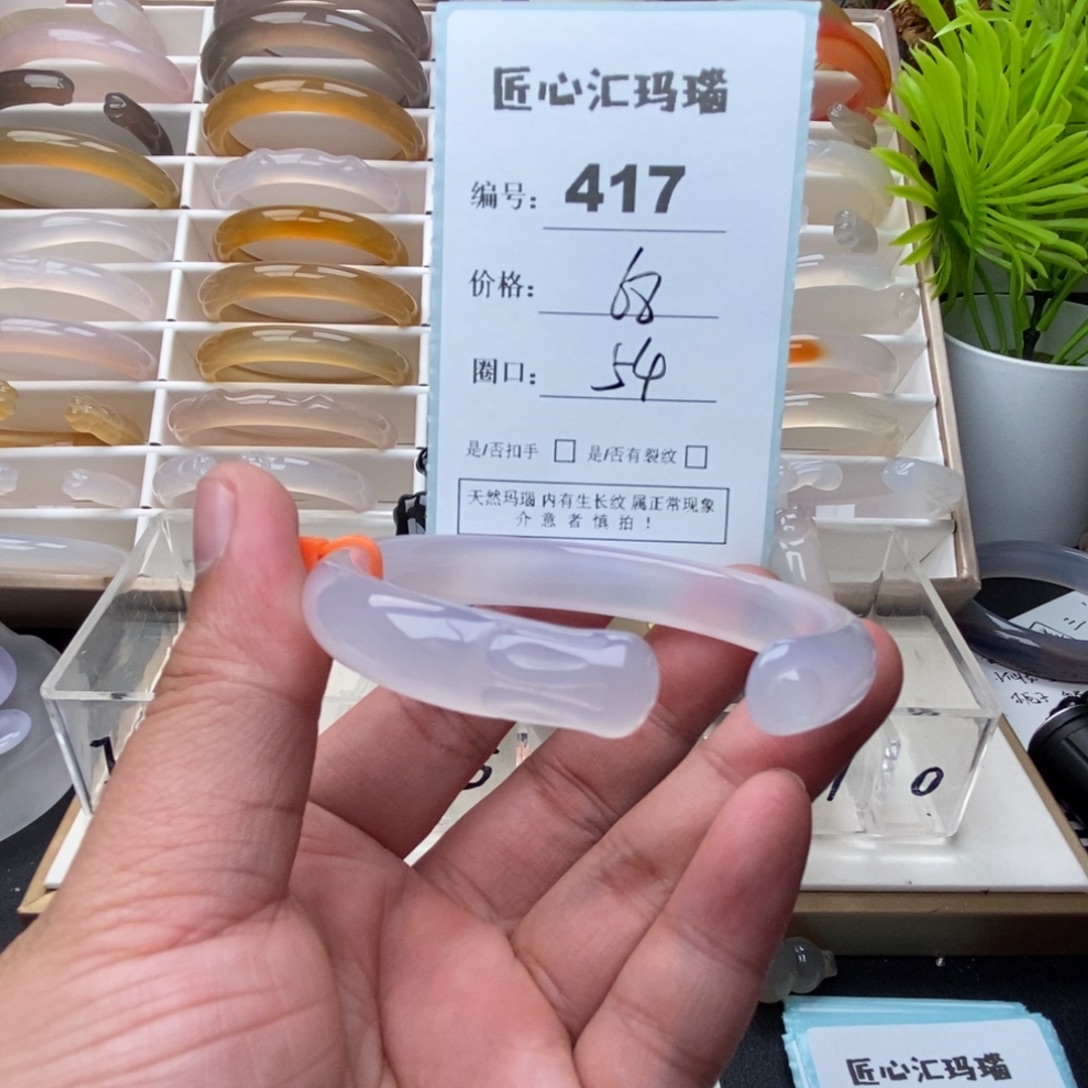 匠心汇玛瑙
编号: 417
价格: 68
圈口: 54
是/否扣手 □ 是/否有裂纹 □
天然玛瑙 内有生长纹 属正常现象
介意者慎拍！
匠心汇玛瑙